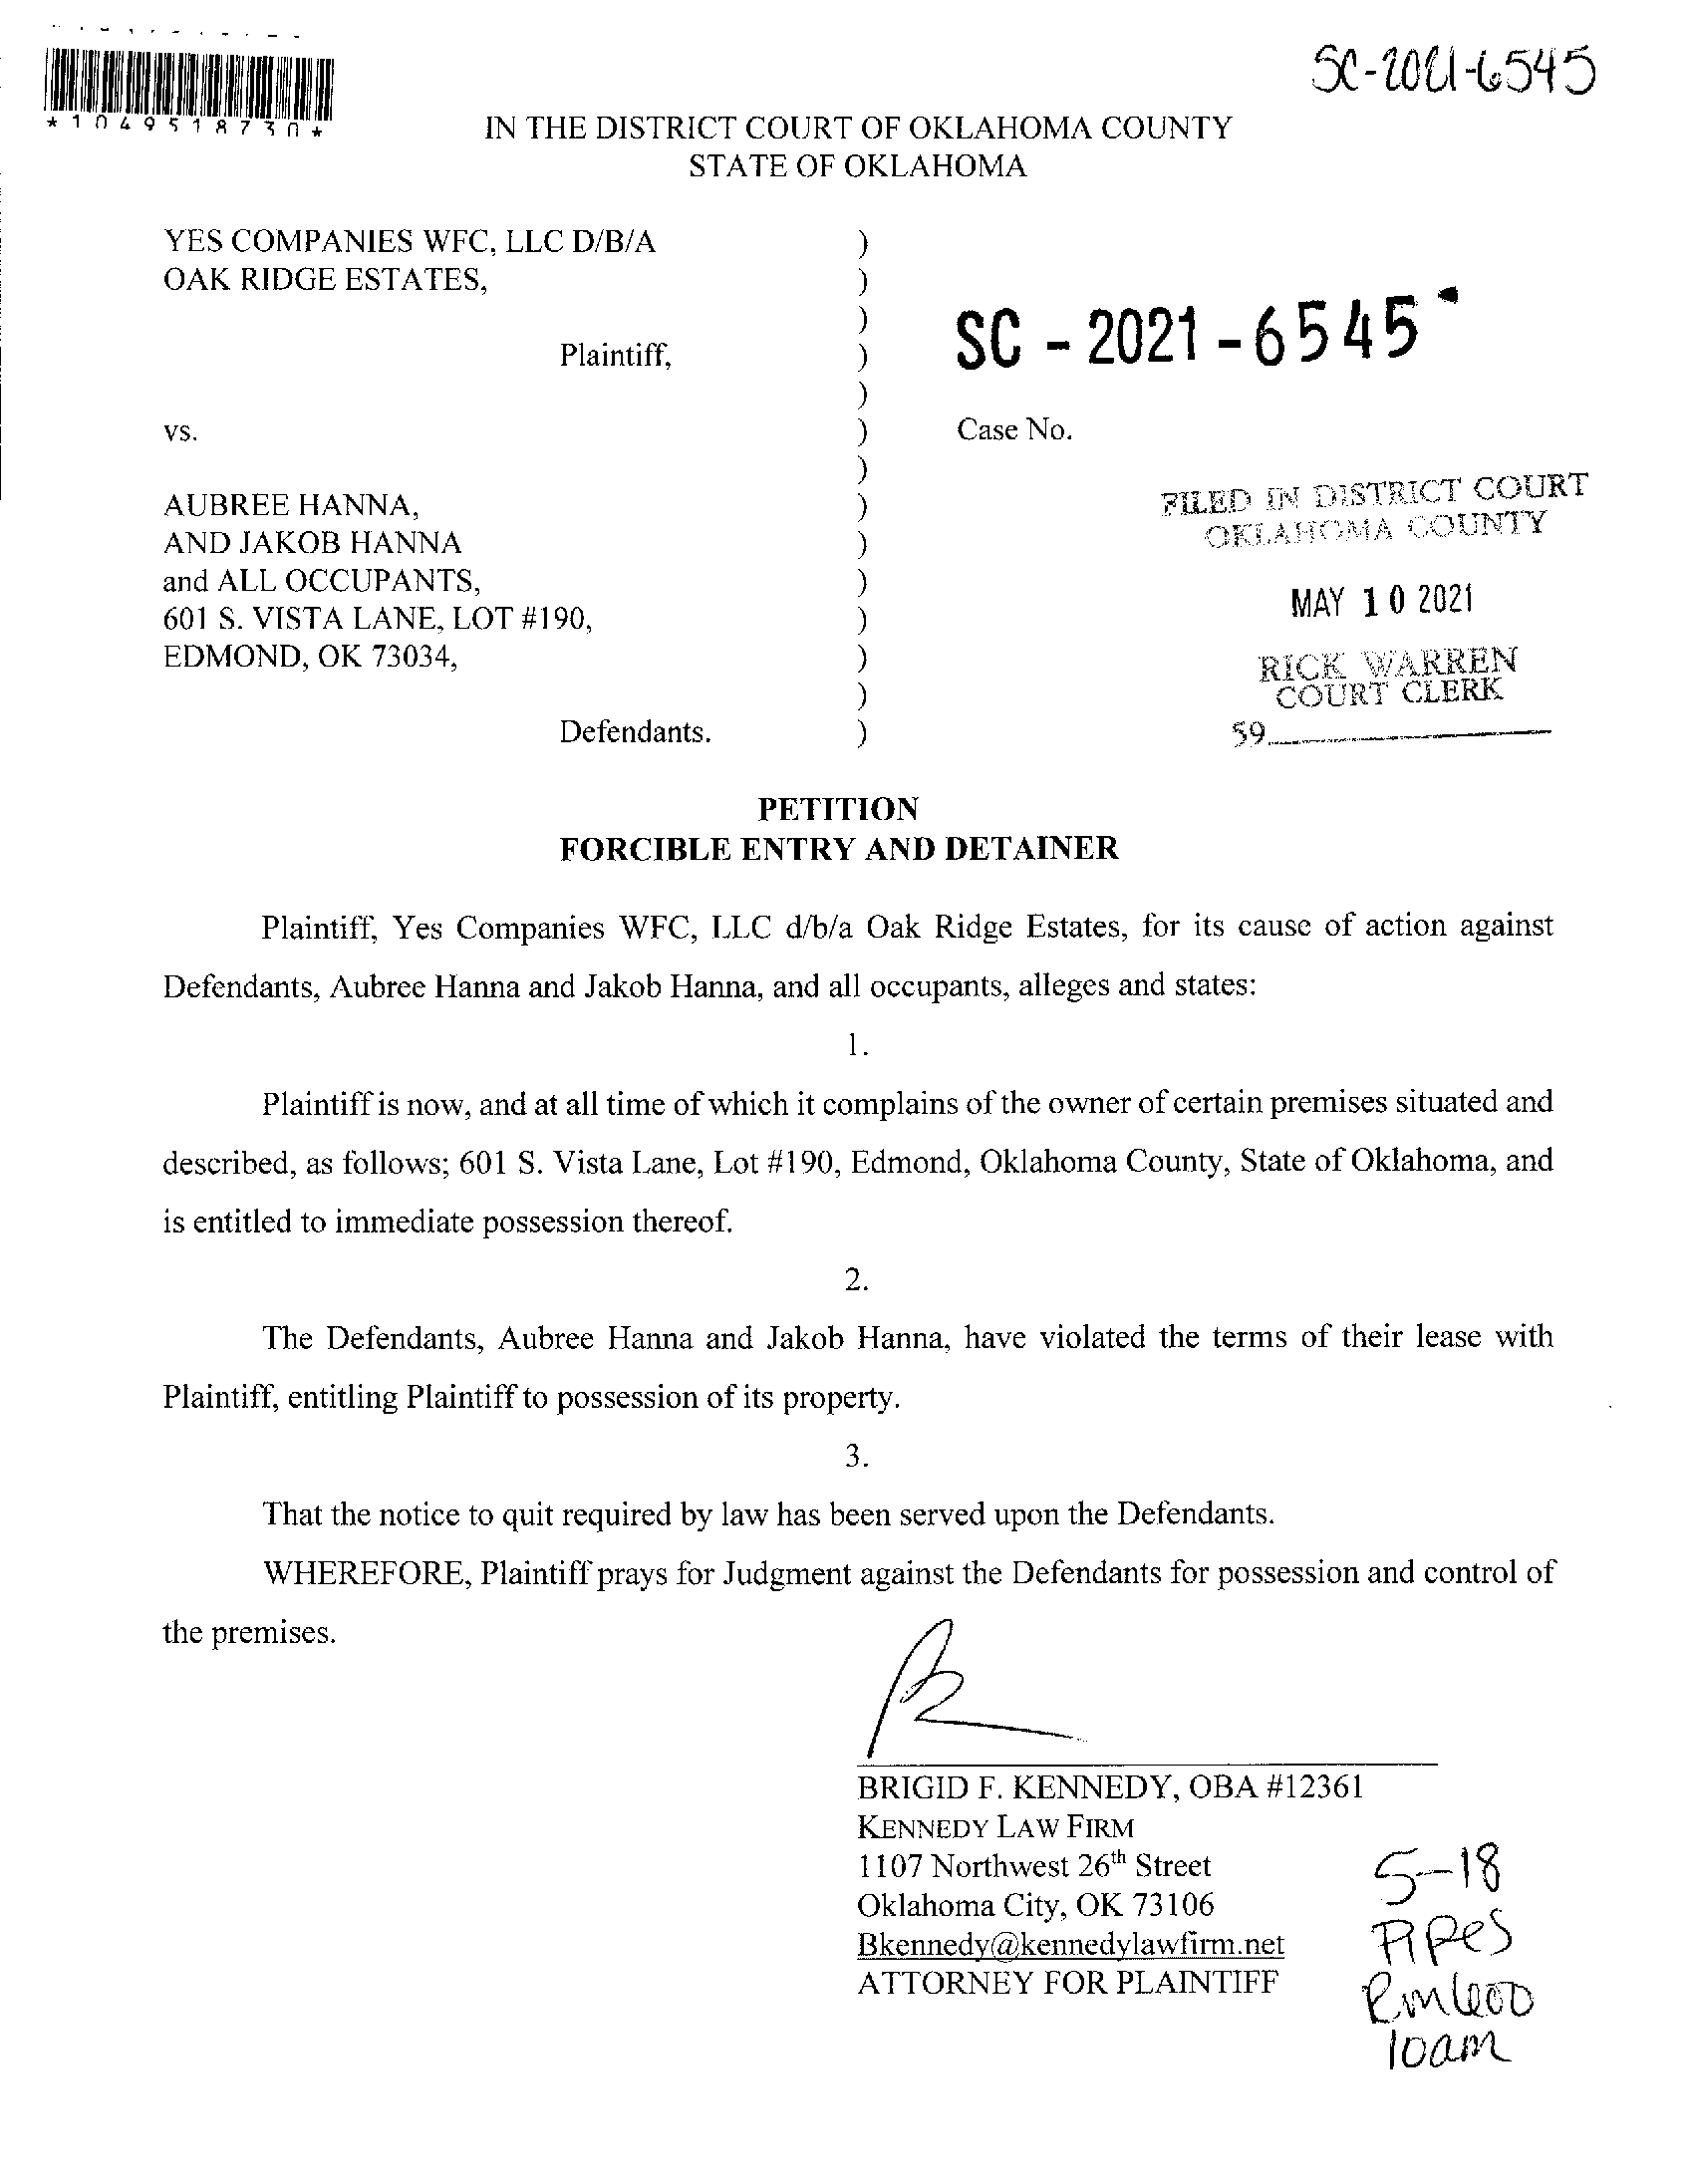 SC-2021-6545
*1049518730*
IN THE DISTRICT COURT OF OKLAHOMA COUNTY
STATE OF OKLAHOMA
YES COMPANIES WFC, LLC D/B/A )
OAK RIDGE ESTATES, )
)
Plaintiff, )
SC - 2021 - 6545
)
vs. ) Case No.
)
AUBREE HANNA, )
AND JAKOB HANNA )
and ALL OCCUPANTS, )
601 S. VISTA LANE, LOT #190, )
EDMOND, OK 73034, )
)
Defendants. )
FILED IN DISTRICT COURT
OKLAHOMA COUNTY
MAY 10 2021
RICK WARREN
COURT CLERK
59
PETITION
FORCIBLE ENTRY AND DETAINER
Plaintiff, Yes Companies WFC, LLC d/b/a Oak Ridge Estates, for its cause of action against
Defendants, Aubree Hanna and Jakob Hanna, and all occupants, alleges and states:
1.
Plaintiff is now, and at all time of which it complains of the owner of certain premises situated and
described, as follows; 601 S. Vista Lane, Lot #190, Edmond, Oklahoma County, State of Oklahoma, and
is entitled to immediate possession thereof.
2.
The Defendants, Aubree Hanna and Jakob Hanna, have violated the terms of their lease with
Plaintiff, entitling Plaintiff to possession of its property.
3.
That the notice to quit required by law has been served upon the Defendants.
WHEREFORE, Plaintiff prays for Judgment against the Defendants for possession and control of
the premises.
BRIGID F. KENNEDY, OBA #12361
KENNEDY LAW FIRM
1107 Northwest 26th Street
Oklahoma City, OK 73106
Bkennedy@kennedylawfirm.net
ATTORNEY FOR PLAINTIFF
5-18
Pipes
Rm 600
10am